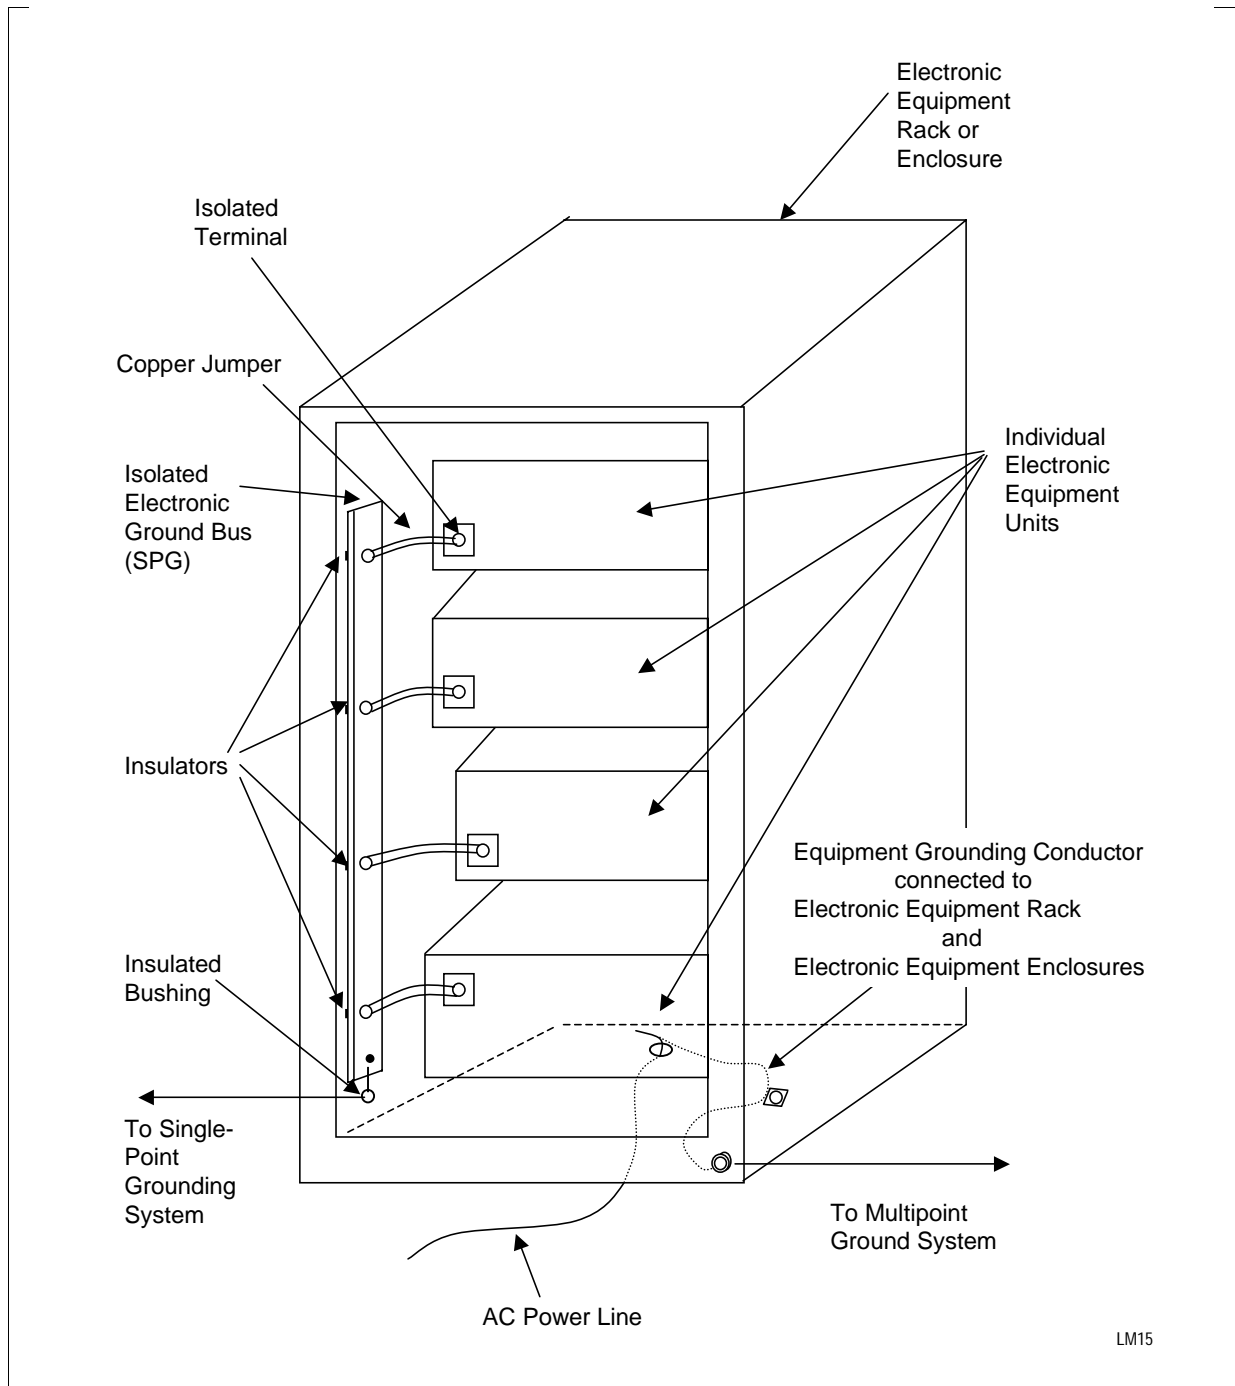 Electronic
Equipment
Rack or
Enclosure
Isolated
Terminal
Copper Jumper
Isolated
Electronic
Ground Bus
(SPG)
Individual
Electronic
Equipment
Units
Insulators
Equipment Grounding Conductor
connected to
Electronic Equipment Rack
and
Electronic Equipment Enclosures
Insulated
Bushing
To Single-
Point
Grounding
System
To Multipoint
Ground System
AC Power Line
LM15